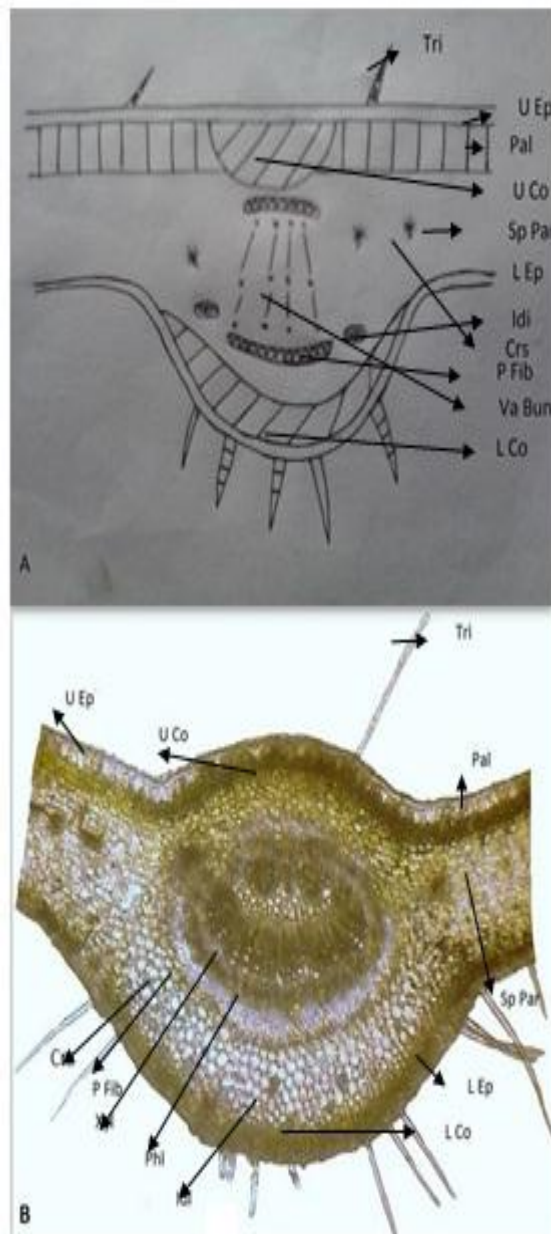 Tri
U Ep
Pal
U Co
Sp Par
L Ep
Idi
Crs
P Fib
Va Bun
L Co
A
Tri
U Ep
U Co
Pal
Sp Par
P Fib
L Ep
Phl
L Co
B